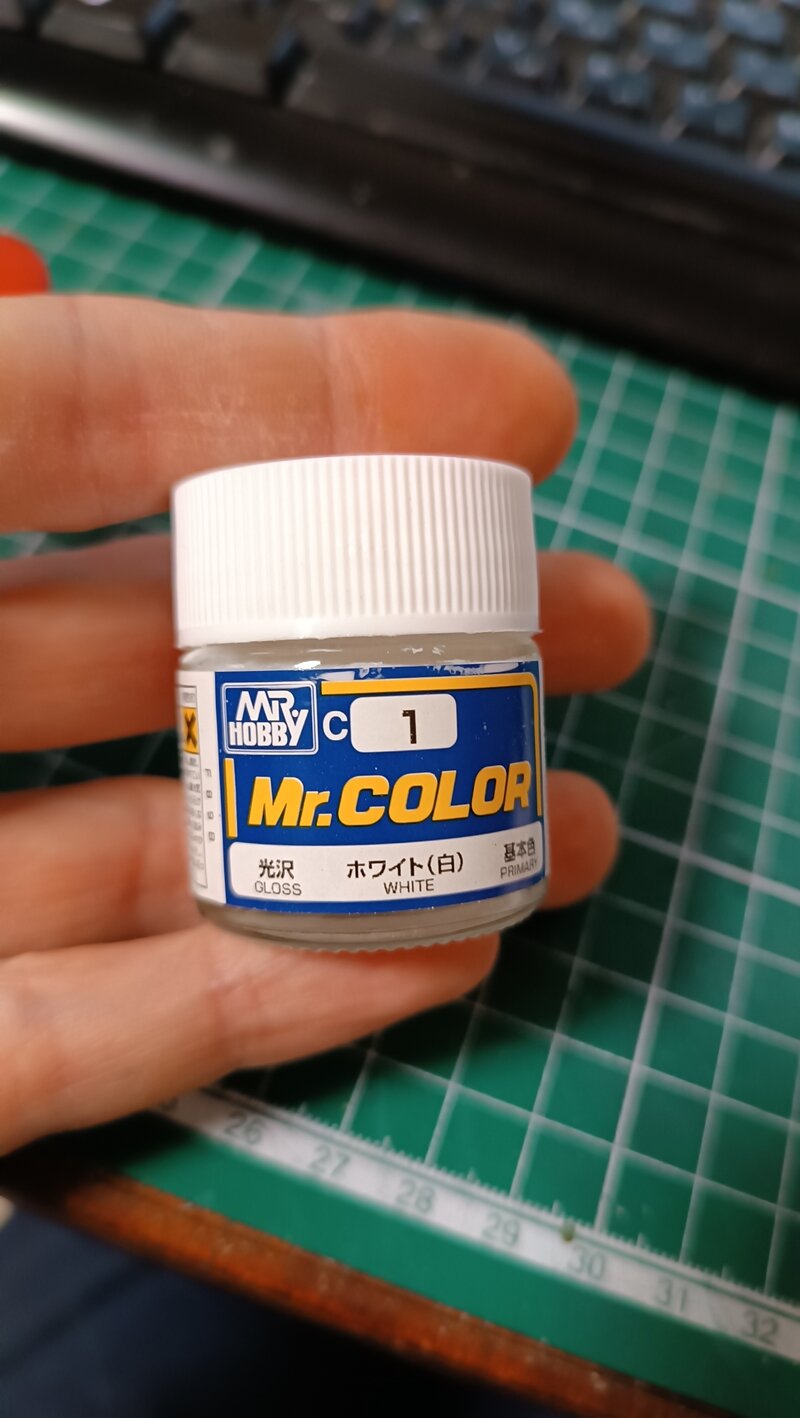 MR.
HOBBY
C 1
Mr.COLOR
光沢 ホワイト(白) 基本色
GLOSS WHITE PRIMARY
26 27 28 29 30 31 32